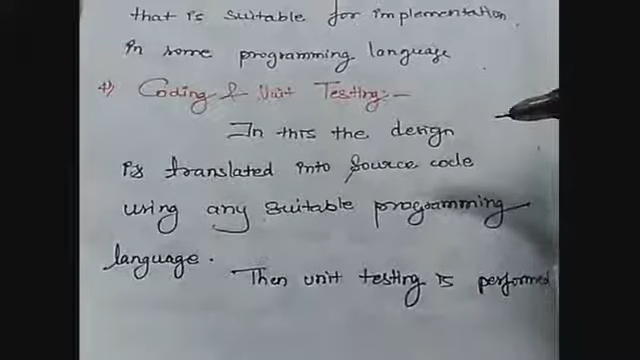 that is suitable for implementation.
in some programming language
4) Coding & Unit Testing:-
In this the design
is translated into source code
using any suitable programming
language.
Then unit testing is performed